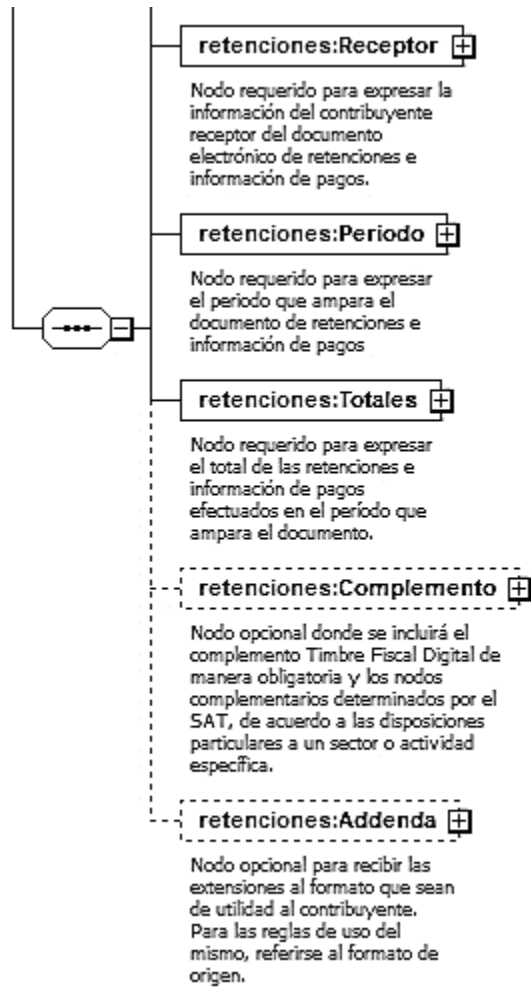 retenciones:Receptor
Nodo requerido para expresar la
información del contribuyente
receptor del documento
electrónico de retenciones e
información de pagos.
retenciones:Periodo
Nodo requerido para expresar
el periodo que ampara el
documento de retenciones e
información de pagos
retenciones:Totales
Nodo requerido para expresar
el total de las retenciones e
información de pagos
efectuados en el período que
ampara el documento.
retenciones:Complemento
Nodo opcional donde se incluirá el
complemento Timbre Fiscal Digital de
manera obligatoria y los nodos
complementarios determinados por el
SAT, de acuerdo a las disposiciones
particulares a un sector o actividad
específica.
retenciones:Addenda
Nodo opcional para recibir las
extensiones al formato que sean
de utilidad al contribuyente.
Para las reglas de uso del
mismo, referirse al formato de
origen.